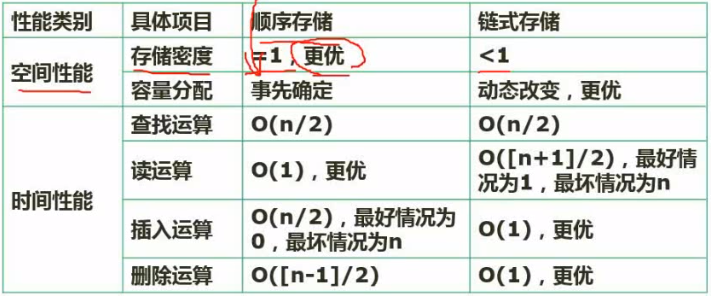 性能类别 具体项目 顺序存储 链式存储
空间性能 存储密度 =1，更优 <1
容量分配 事先确定 动态改变，更优
时间性能 查找运算 O(n/2) O(n/2)
读运算 O(1)，更优 O([n+1]/2)，最好情
况为1，最坏情况为n
插入运算 O(n/2)，最好情况为
0，最坏情况为n O(1)，更优
删除运算 O([n-1]/2) O(1)，更优